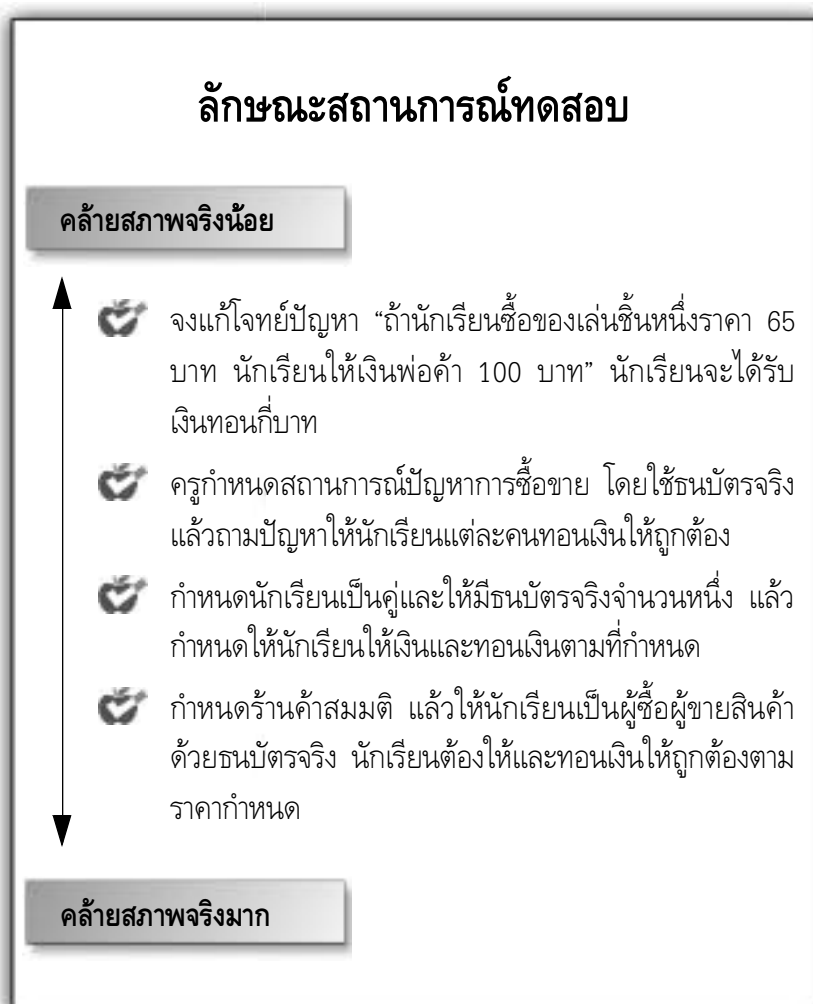 ลักษณะสถานการณ์ทดสอบ
คล้ายสภาพจริงน้อย
จงแก้โจทย์ปัญหา “ถ้านักเรียนซื้อของเล่นชิ้นหนึ่งราคา 65
บาท นักเรียนให้เงินพ่อค้า 100 บาท” นักเรียนจะได้รับ
เงินทอนกี่บาท
ครูกำหนดสถานการณ์ปัญหาการซื้อขาย โดยใช้ธนบัตรจริง
แล้วถามปัญหาให้นักเรียนแต่ละคนทอนเงินให้ถูกต้อง
กำหนดนักเรียนเป็นคู่และให้มีธนบัตรจริงจำนวนหนึ่ง แล้ว
กำหนดให้นักเรียนให้เงินและทอนเงินตามที่กำหนด
กำหนดร้านค้าสมมติ แล้วให้นักเรียนเป็นผู้ซื้อผู้ขายสินค้า
ด้วยธนบัตรจริง นักเรียนต้องให้และทอนเงินให้ถูกต้องตาม
ราคากำหนด
คล้ายสภาพจริงมาก